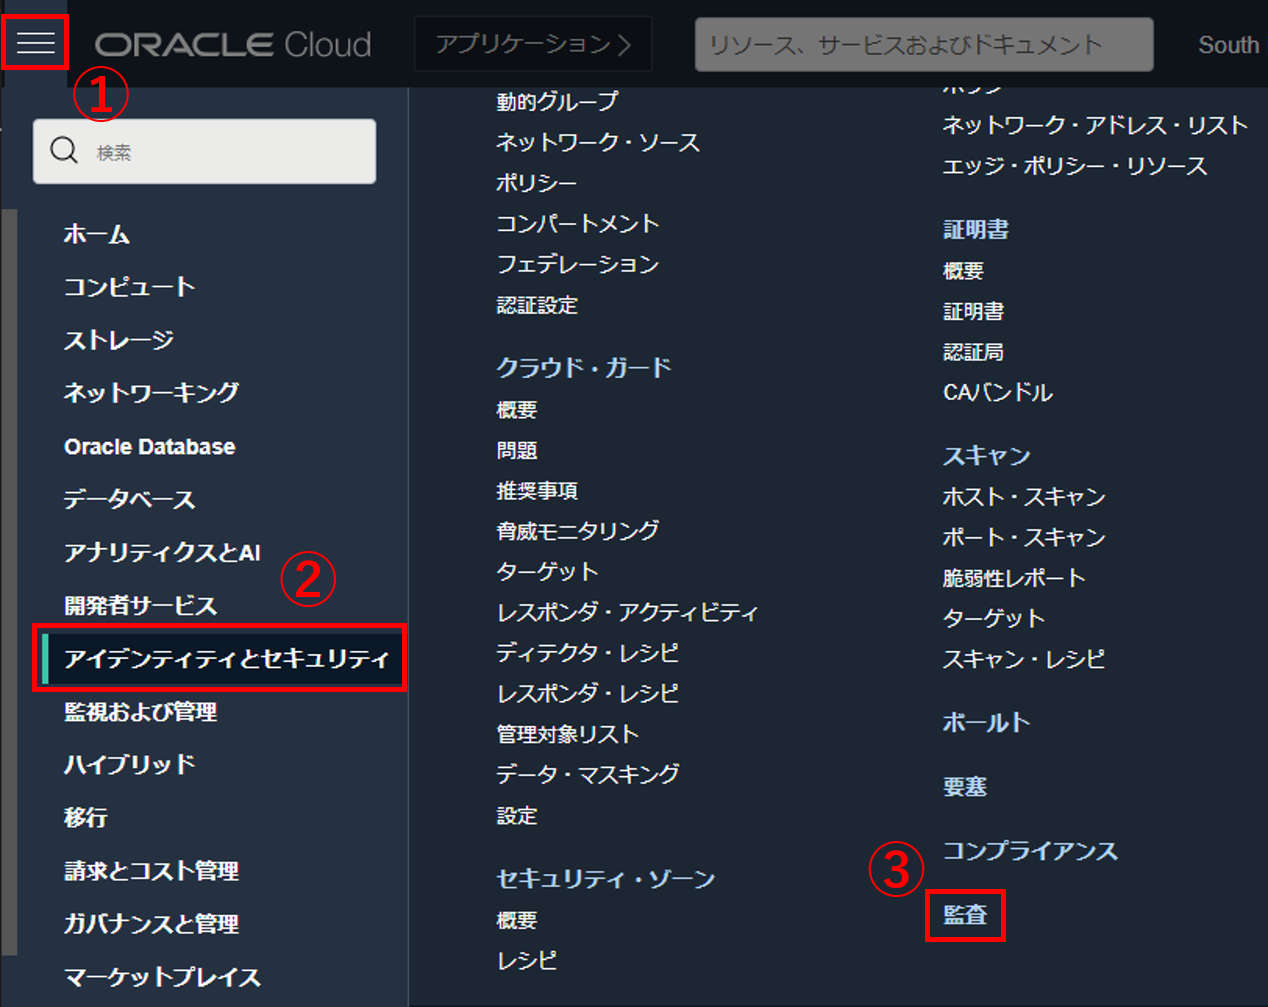 ORACLE Cloud
アプリケーション
リソース、サービスおよびドキュメント
South
①
検索
ホーム
コンピュート
ストレージ
ネットワーキング
Oracle Database
データベース
アナリティクスとAI
開発者サービス
②
アイデンティティとセキュリティ
監視および管理
ハイブリッド
移行
請求とコスト管理
ガバナンスと管理
マーケットプレイス
動的グループ
ネットワーク・ソース
ポリシー
コンパートメント
フェデレーション
認証設定
クラウド・ガード
概要
問題
推奨事項
脅威モニタリング
ターゲット
レスポンダ・アクティビティ
ディテクタ・レシピ
レスポンダ・レシピ
管理対象リスト
データ・マスキング
設定
セキュリティ・ゾーン
概要
レシピ
ネットワーク・アドレス・リスト
エッジ・ポリシー・リソース
証明書
概要
証明書
認証局
CAバンドル
スキャン
ホスト・スキャン
ポート・スキャン
脆弱性レポート
ターゲット
スキャン・レシピ
ボールト
要塞
コンプライアンス
③
監査